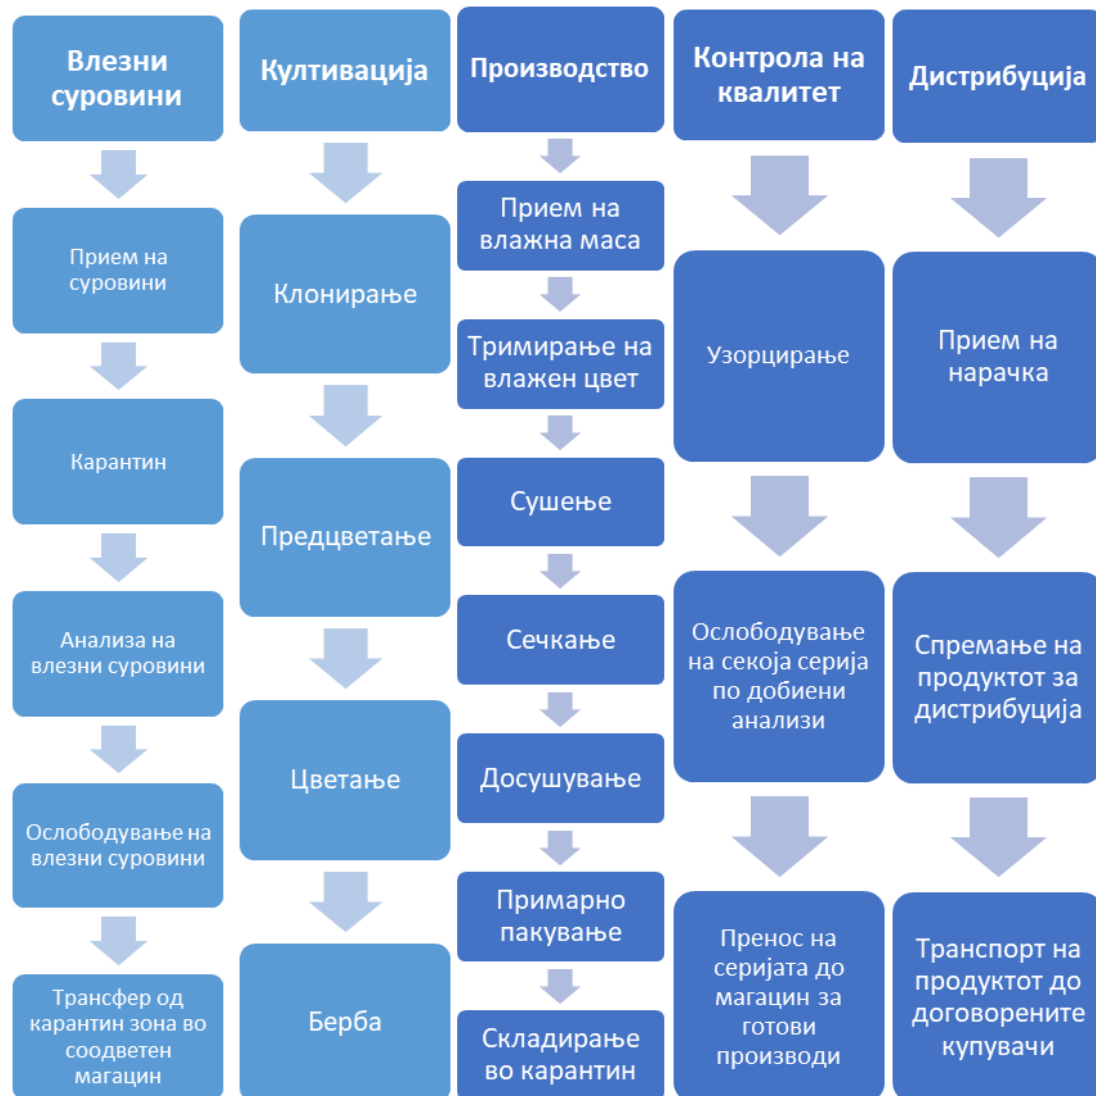 Влезни
суровини
Прием на
суровини
Карантин
Анализа на
влезни суровини
Ослободување на
влезни суровини
Трансфер од
карантин зона во
соодветен
магацин
Култивација
Клонирање
Предцветање
Цветање
Берба
Производство
Прием на
влажна маса
Тримирање на
влажен цвет
Сушење
Сечкање
Досушување
Примарно
пакување
Складирање
во карантин
Контрола на
квалитет
Узорцирање
Ослободување
на секоја серија
по добиени
анализи
Пренос на
серијата до
магацин за
готови
производи
Дистрибуција
Прием на
нарачка
Спремање на
продуктот за
дистрибуција
Транспорт на
продуктот до
договорените
купувачи